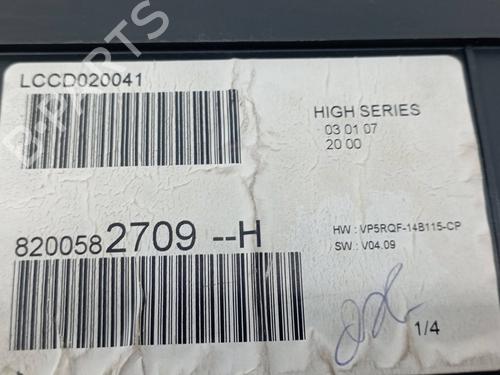 LCCD020041
HIGH SERIES
03 01 07
20 00
8200582709 --H
HW : VP5RQF-14B115-CP
SW : V04.09
1/4
B-PARTS